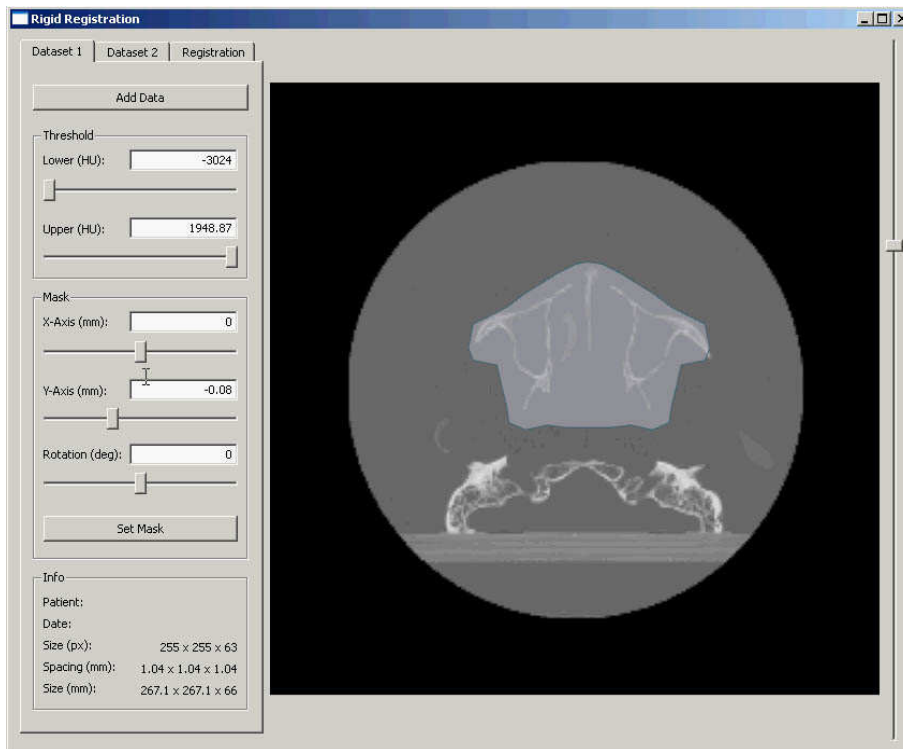 Rigid Registration
Dataset 1 Dataset 2 Registration
Add Data
Threshold
Lower (HU): -3024
Upper (HU): 1948.87
Mask
X-Axis (mm): 0
Y-Axis (mm): -0.08
Rotation (deg): 0
Set Mask
Info
Patient:
Date:
Size (px): 255 x 255 x 63
Spacing (mm): 1.04 x 1.04 x 1.04
Size (mm): 267.1 x 267.1 x 66